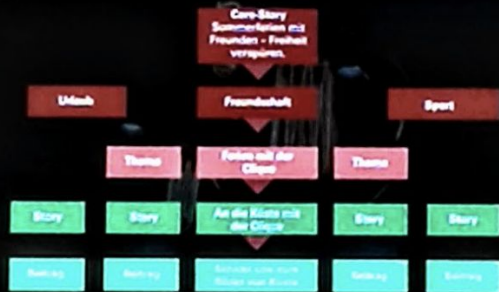 Core-Story
Sommerferien mit
Freunden - Freiheit
verspüren.
Urlaub
Freundschaft
Sport
Thema
Ferien mit der
Clique
Thema
Story
Story
An die Küste mit
der Clique
Story
Story
Beitrag
Beitrag
Beitrag
Beitrag